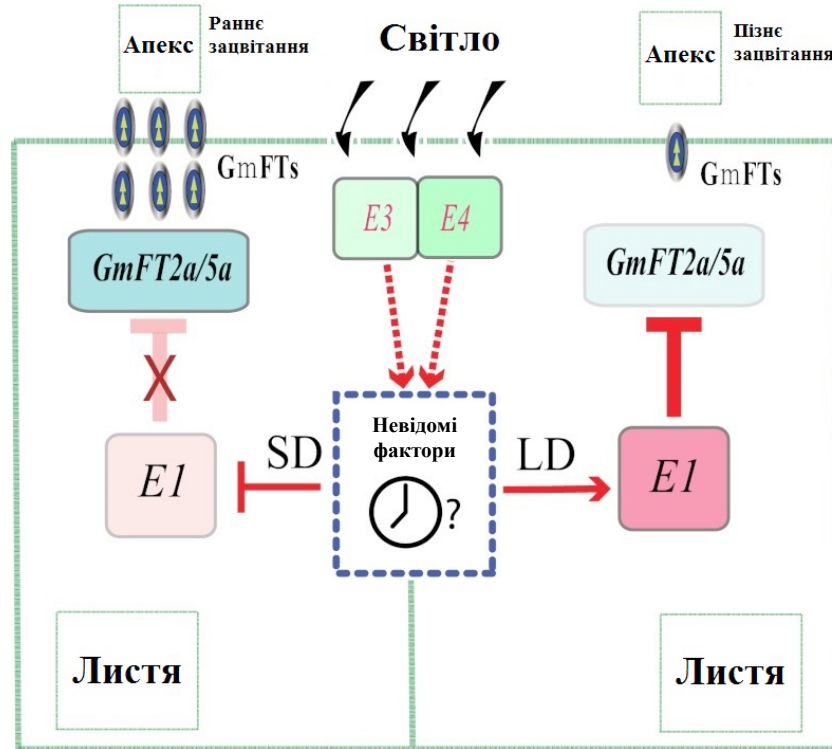 Апекс
Раннє
зацвітання
Світло
Апекс
Пізнє
зацвітання
GmFTs
GmFTs
E3
E4
GmFT2a/5a
GmFT2a/5a
X
Невідомі
фактори
SD
LD
E1
E1
?
Листя
Листя